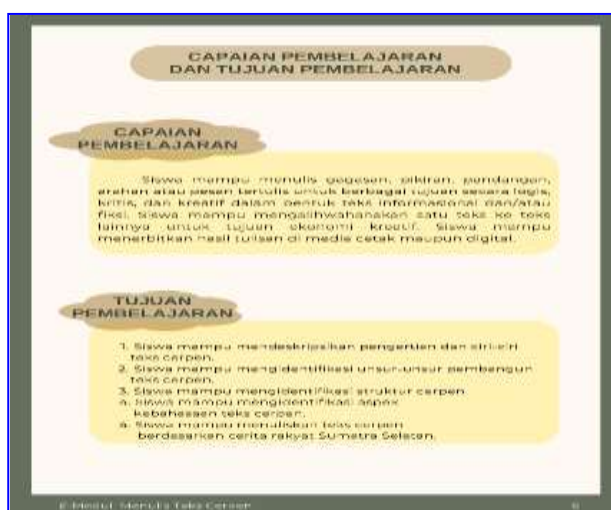 CAPAIAN PEMBELAJARAN
DAN TUJUAN PEMBELAJARAN
CAPAIAN
PEMBELAJARAN
Siswa mampu menulis gagasan, pikiran, pandangan,
arahan atau pesan tertulis untuk berbagai tujuan secara logis,
kritis, dan kreatif dalam bentuk teks informasional dan/atau
fiksi. Siswa mampu mengalihwahanakan satu teks ke teks
lainnya untuk tujuan ekonomi kreatif. Siswa mampu
menerbitkan hasil tulisan di media cetak maupun digital.
TUJUAN
PEMBELAJARAN
1. Siswa mampu mendeskripsikan pengertian dan ciri-ciri
teks cerpen.
2. Siswa mampu mengidentifikasi unsur-unsur pembangun
teks cerpen.
3. Siswa mampu mengidentifikasi struktur cerpen
Siswa mampu mengidentifikasi aspek
kebahasaan teks cerpen.
Siswa mampu menuliskan teks cerpen
berdasarkan cerita rakyat Sumatra Selatan.
E-Modul Menulis Teks Cerpen